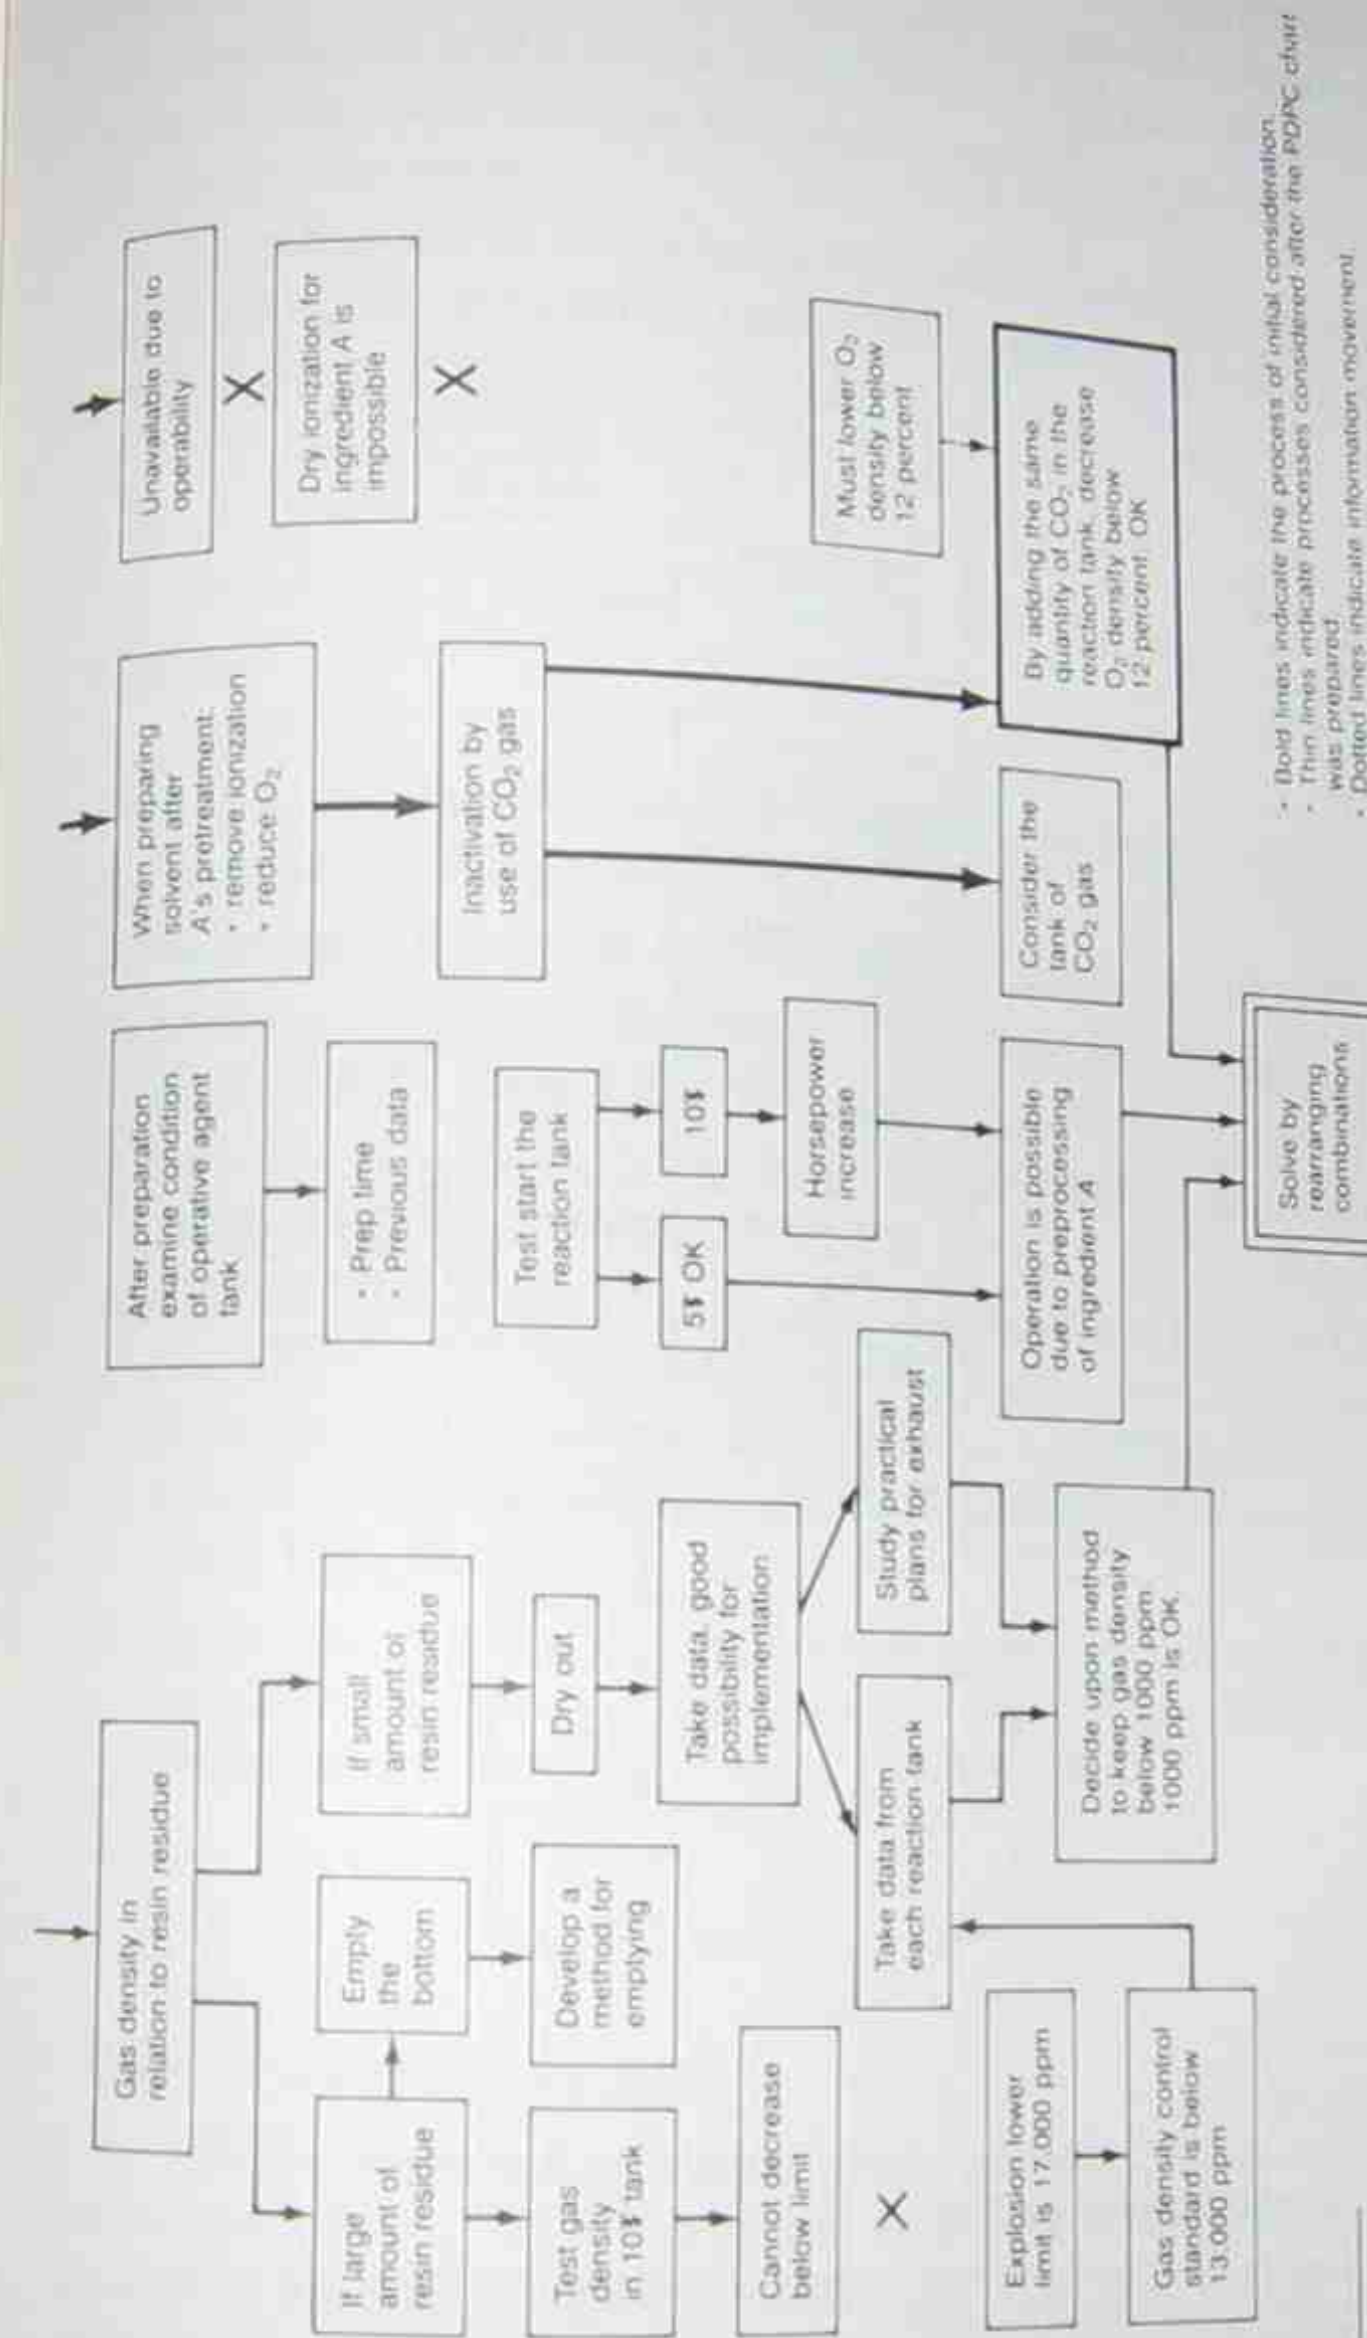 Gas density in
relation to resin residue
If large
amount of
resin residue
Empty
the
bottom
If small
amount of
resin residue
Test gas
density
in 10$ tank
Develop a
method for
emptying
Dry out
Cannot decrease
below limit
X
Take data, good
possibility for
implementation
Take data from
each reaction tank
Study practical
plans for exhaust
Explosion lower
limit is 17,000 ppm
Gas density control
standard is below
13,000 ppm
Decide upon method
to keep gas density
below 1000 ppm
1000 ppm is OK.
After preparation
examine condition
of operative agent
tank
• Prep time
• Previous data
Test start the
reaction tank
5$ OK
10$
Horsepower
increase
Operation is possible
due to preprocessing
of ingredient A
When preparing
solvent after
A's pretreatment:
• remove ionization
• reduce O₂
Inactivation by
use of CO₂ gas
Consider the
tank of
CO₂ gas
Unavailable due to
operability
X
Dry ionization for
ingredient A is
impossible
X
Must lower O₂
density below
12 percent
By adding the same
quantity of CO₂ in the
reaction tank, decrease
O₂ density below
12 percent OK
Solve by
rearranging
combinations
• Bold lines indicate the process of initial consideration.
• Thin lines indicate processes considered after the PDPC chart
was prepared.
• Dotted lines indicate information movement.